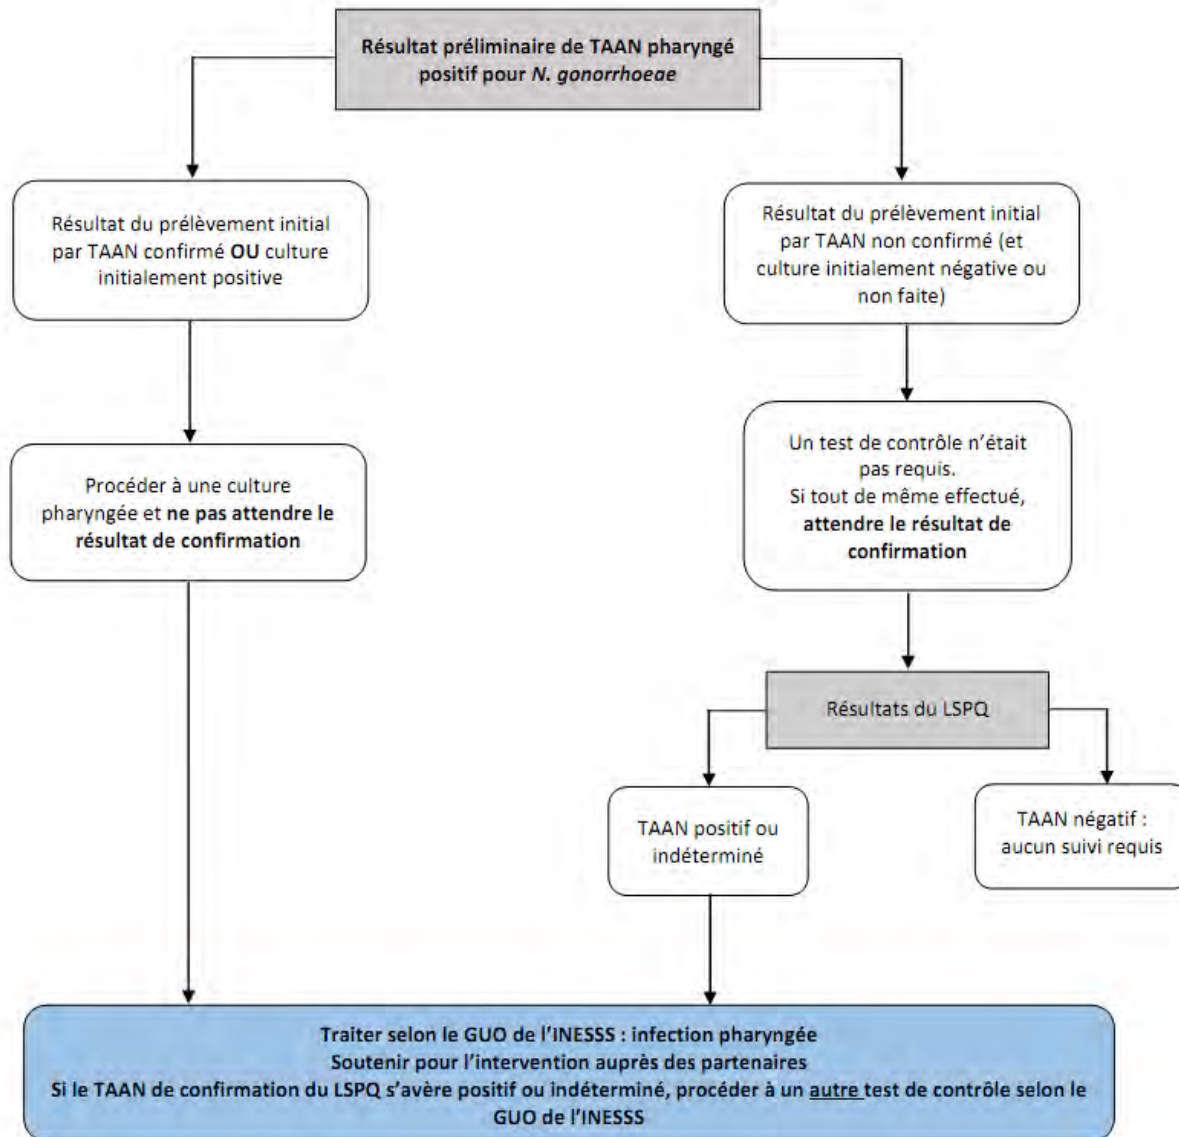 Résultat préliminaire de TAAN pharyngé
positif pour N. gonorrhoeae
Résultat du prélèvement initial
par TAAN confirmé OU culture
initialement positive
Résultat du prélèvement initial
par TAAN non confirmé (et
culture initialement négative ou
non faite)
Procéder à une culture
pharyngée et ne pas attendre le
résultat de confirmation
Un test de contrôle n’était
pas requis.
Si tout de même effectué,
attendre le résultat de
confirmation
Résultats du LSPQ
TAAN positif ou
indéterminé
TAAN négatif :
aucun suivi requis
Traiter selon le GUO de l’INESSS : infection pharyngée
Soutenir pour l’intervention auprès des partenaires
Si le TAAN de confirmation du LSPQ s’avère positif ou indéterminé, procéder à un autre test de contrôle selon le
GUO de l’INESSS